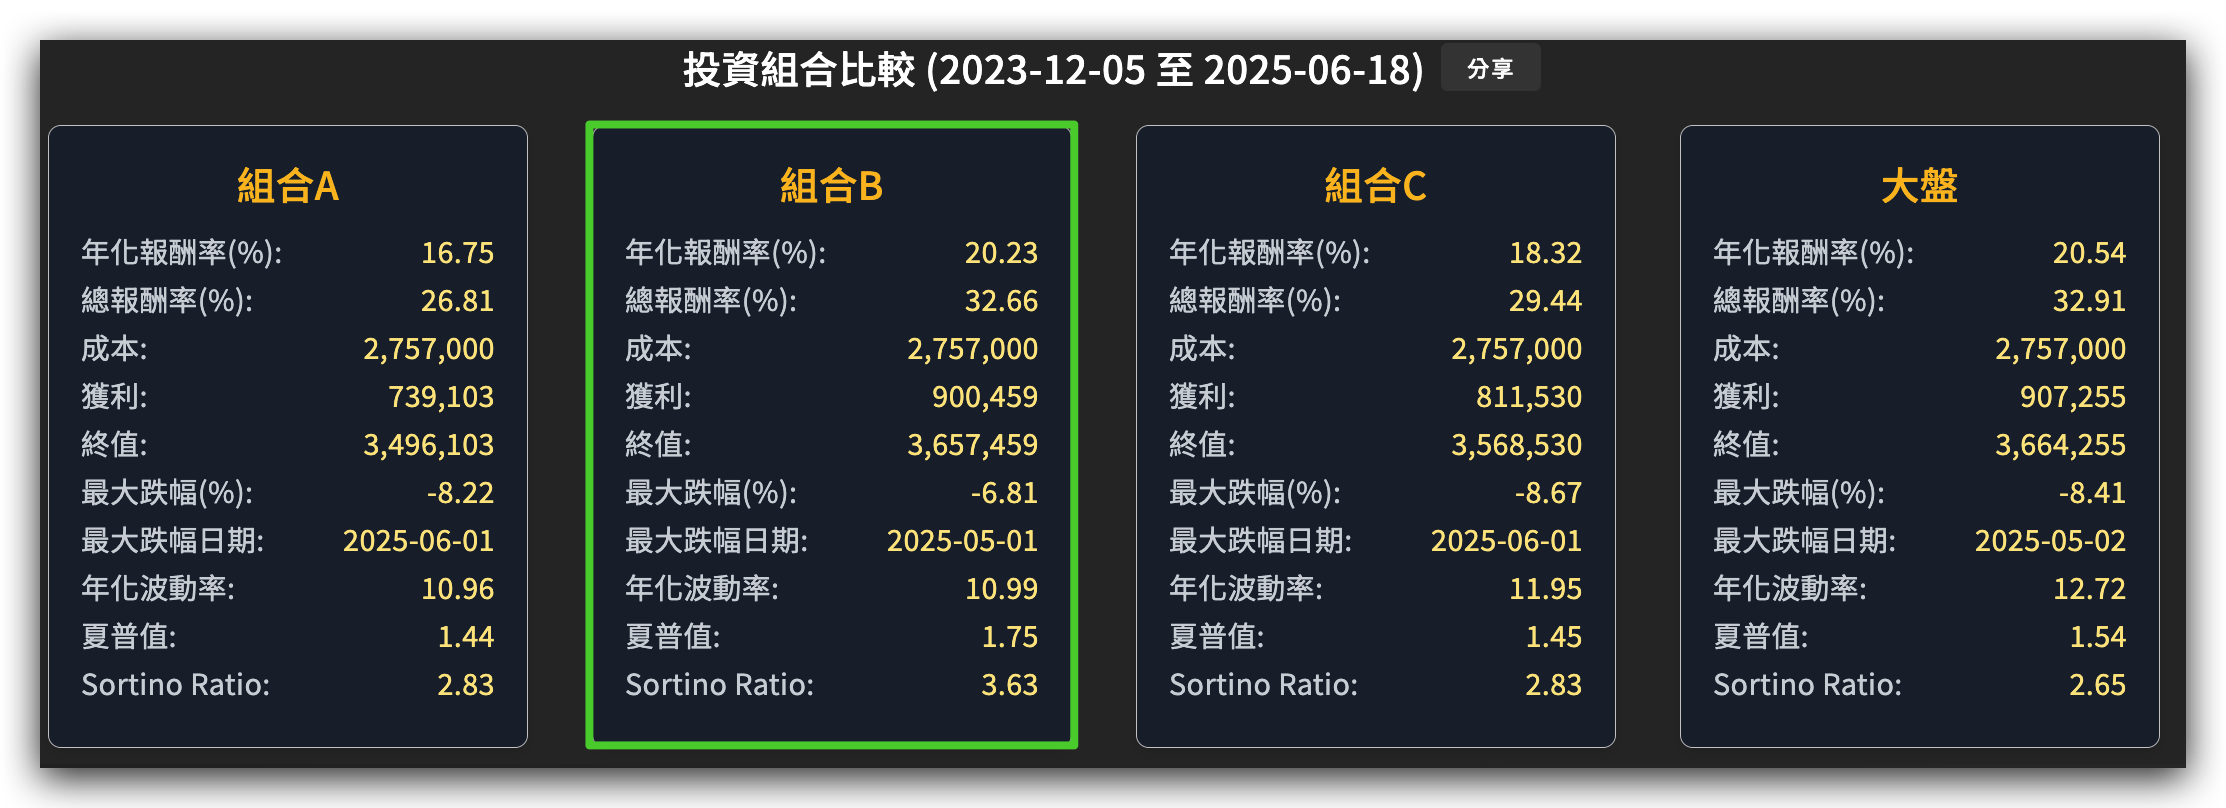 投資組合比較 (2023-12-05 至 2025-06-18) 分享
組合A
年化報酬率(%): 16.75
總報酬率(%): 26.81
成本: 2,757,000
獲利: 739,103
終值: 3,496,103
最大跌幅(%): -8.22
最大跌幅日期: 2025-06-01
年化波動率: 10.96
夏普值: 1.44
Sortino Ratio: 2.83
組合B
年化報酬率(%): 20.23
總報酬率(%): 32.66
成本: 2,757,000
獲利: 900,459
終值: 3,657,459
最大跌幅(%): -6.81
最大跌幅日期: 2025-05-01
年化波動率: 10.99
夏普值: 1.75
Sortino Ratio: 3.63
組合C
年化報酬率(%): 18.32
總報酬率(%): 29.44
成本: 2,757,000
獲利: 811,530
終值: 3,568,530
最大跌幅(%): -8.67
最大跌幅日期: 2025-06-01
年化波動率: 11.95
夏普值: 1.45
Sortino Ratio: 2.83
大盤
年化報酬率(%): 20.54
總報酬率(%): 32.91
成本: 2,757,000
獲利: 907,255
終值: 3,664,255
最大跌幅(%): -8.41
最大跌幅日期: 2025-05-02
年化波動率: 12.72
夏普值: 1.54
Sortino Ratio: 2.65